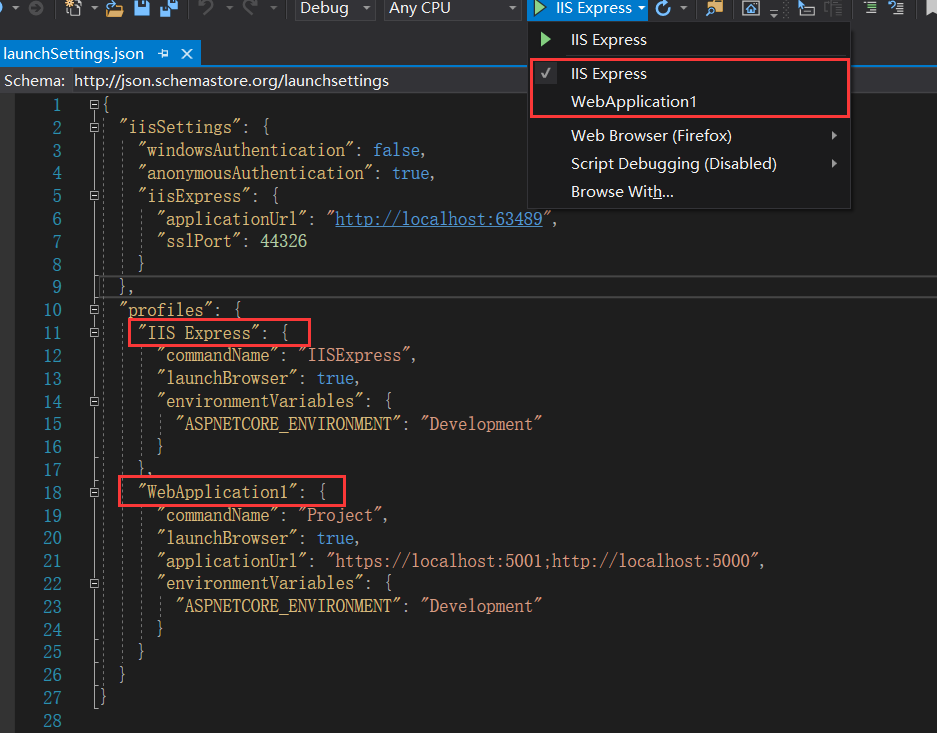 Debug Any CPU IIS Express
IIS Express
launchSettings.json
IIS Express
Schema: http://json.schemastore.org/launchsettings
WebApplication1
Web Browser (Firefox)
Script Debugging (Disabled)
Browse With...
1 {
2 "iisSettings": {
3 "windowsAuthentication": false,
4 "anonymousAuthentication": true,
5 "iisExpress": {
6 "applicationUrl": "http://localhost:63489",
7 "sslPort": 44326
8 }
9 },
10 "profiles": {
11 "IIS Express": {
12 "commandName": "IISExpress",
13 "launchBrowser": true,
14 "environmentVariables": {
15 "ASPNETCORE_ENVIRONMENT": "Development"
16 }
17 },
18 "WebApplication1": {
19 "commandName": "Project",
20 "launchBrowser": true,
21 "applicationUrl": "https://localhost:5001;http://localhost:5000",
22 "environmentVariables": {
23 "ASPNETCORE_ENVIRONMENT": "Development"
24 }
25 }
26 }
27 }
28